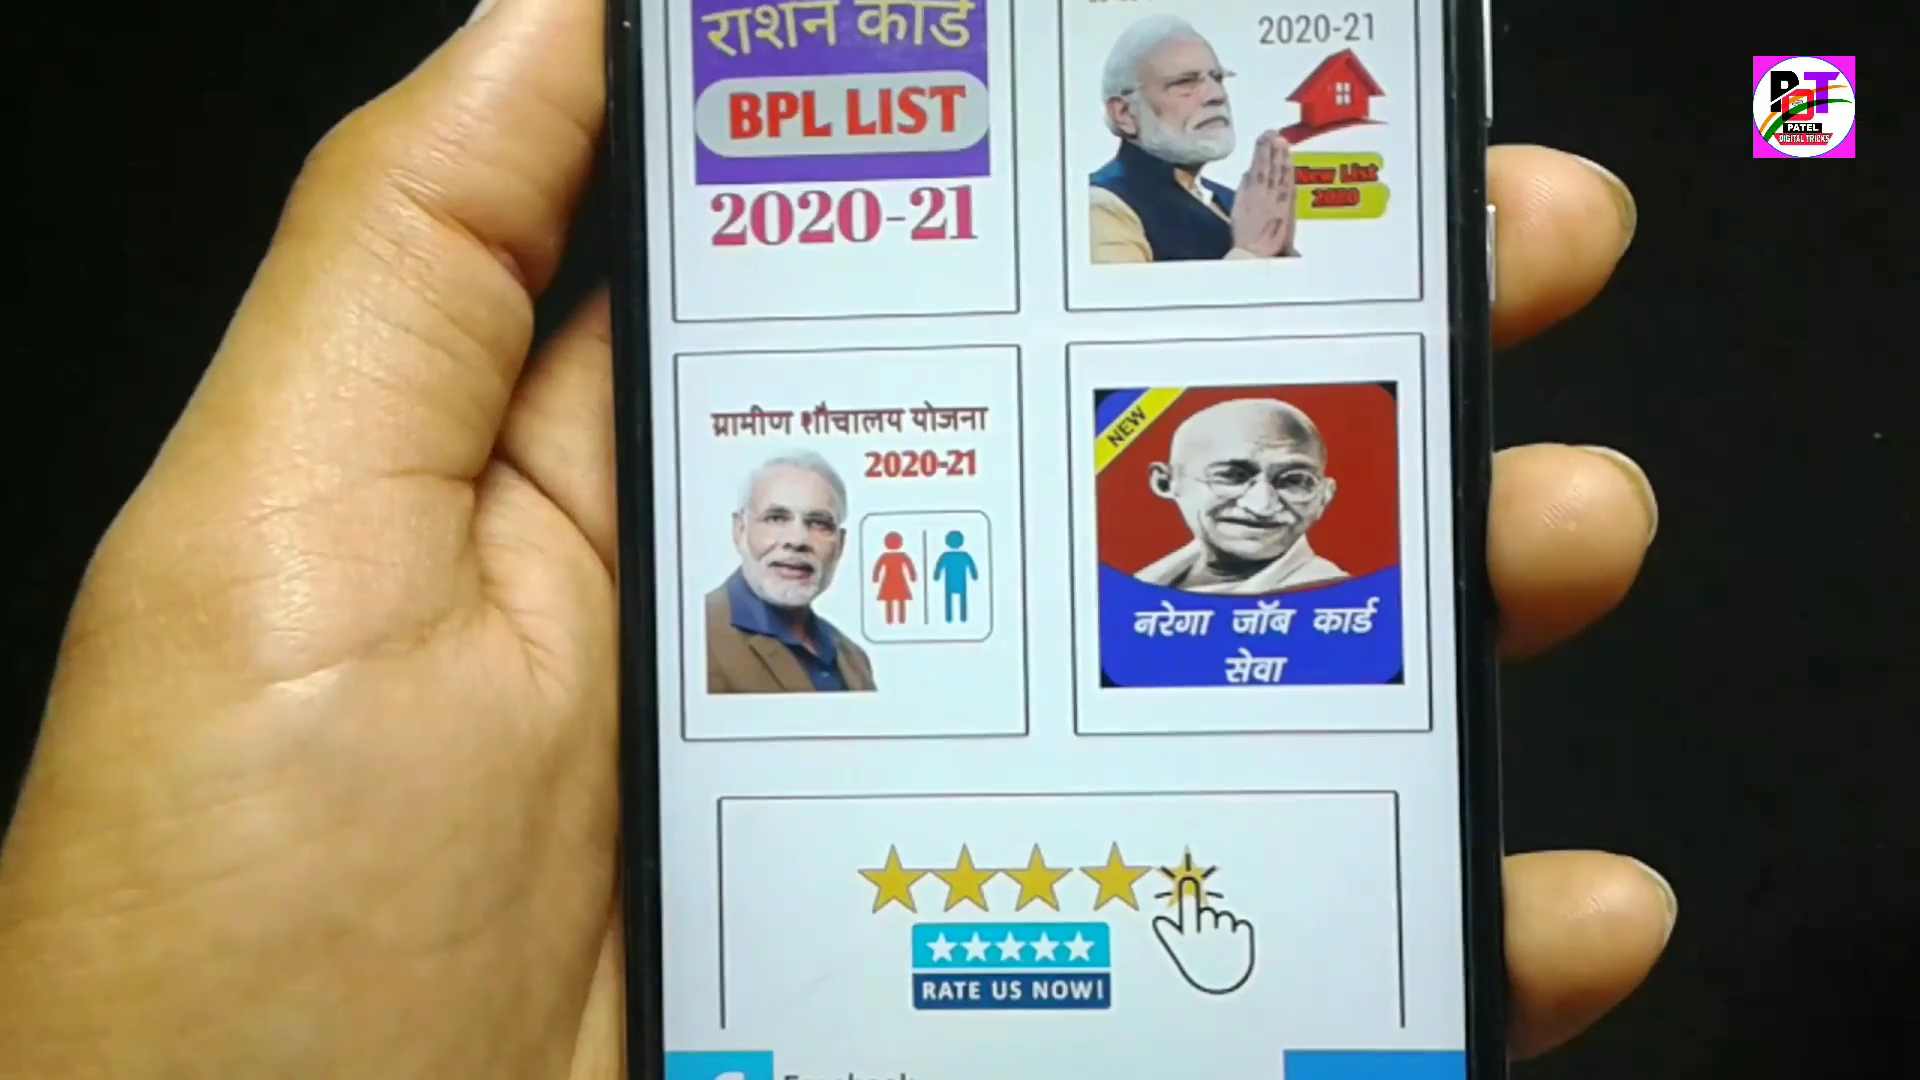 राशन कार्ड
BPL LIST
2020-21
2020-21
New List
2020
ग्रामीण शौचालय योजना
2020-21
NEW
नरेगा जॉब कार्ड
सेवा
RATE US NOW!
PDT
PATEL
DIGITAL TRICKS